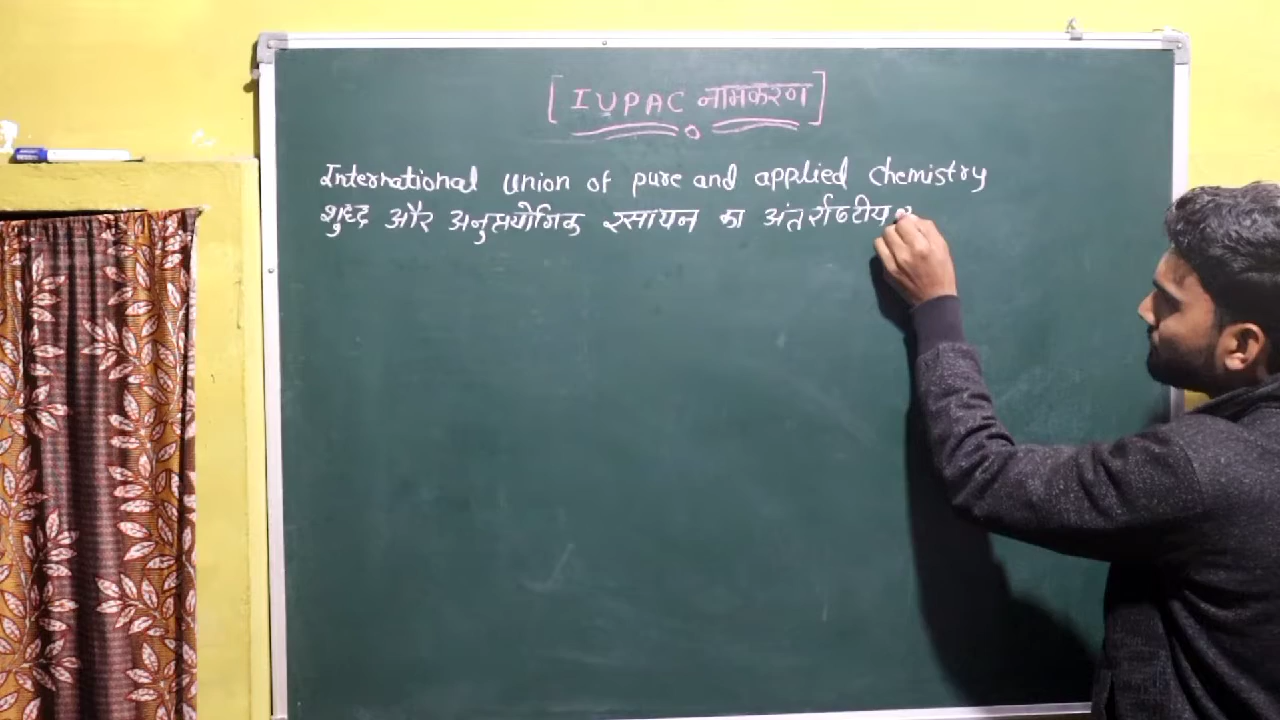 [IUPAC नामकरण]
International Union of pure and applied chemistry
शुध्द और अनुप्रयोगिक रसायन का अंतर्राष्टीय